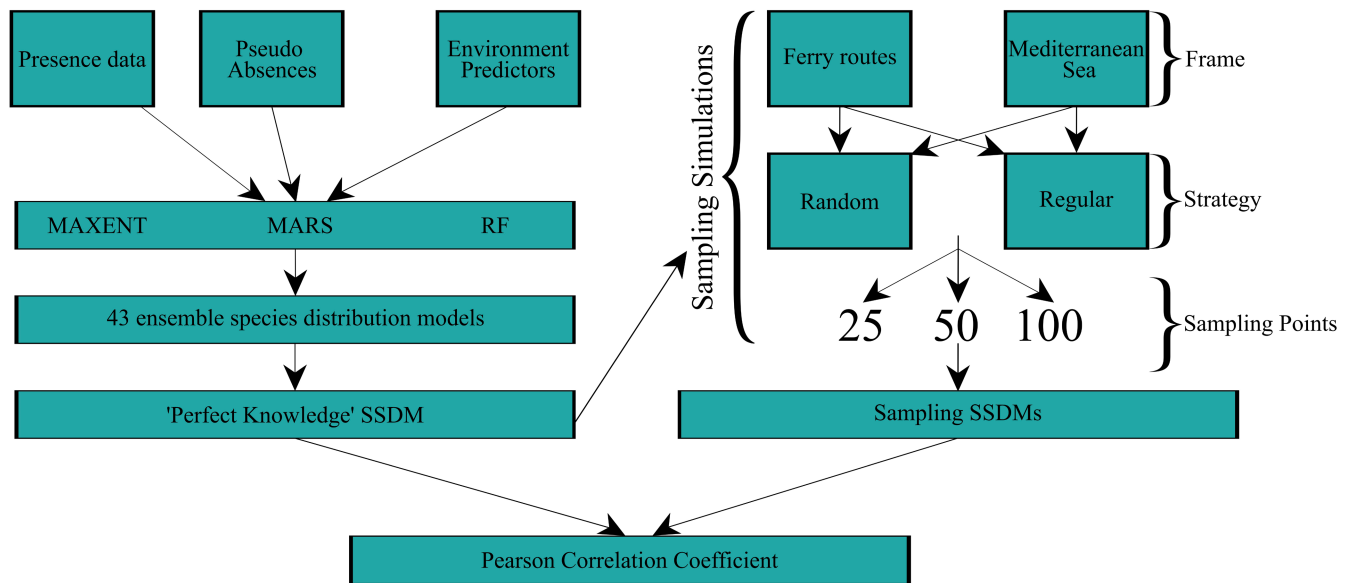 Presence data
Pseudo
Absences
Environment
Predictors
MAXENT MARS RF
43 ensemble species distribution models
'Perfect Knowledge' SSDM
Sampling Simulations
Ferry routes
Mediterranean
Sea
Frame
Random
Regular
Strategy
25 50 100
Sampling Points
Sampling SSDMs
Pearson Correlation Coefficient